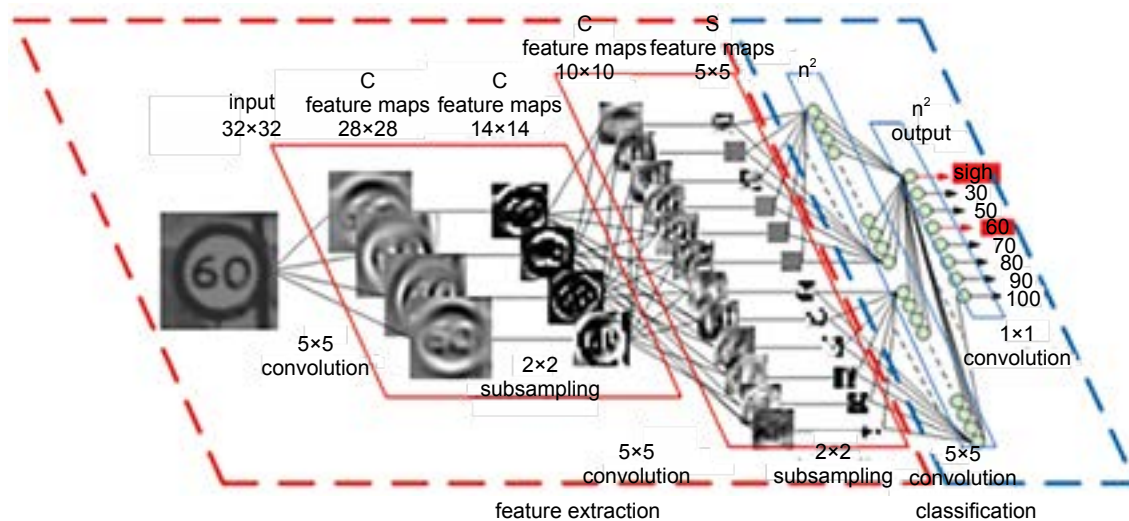 C
feature maps
10×10
S
feature maps
5×5
n²
input
32×32
C
feature maps
28×28
C
feature maps
14×14
n²
output
sigh
30
50
60
70
80
90
100
60
5×5
convolution
2×2
subsampling
1×1
convolution
5×5
convolution
2×2
subsampling
5×5
convolution
feature extraction
classification